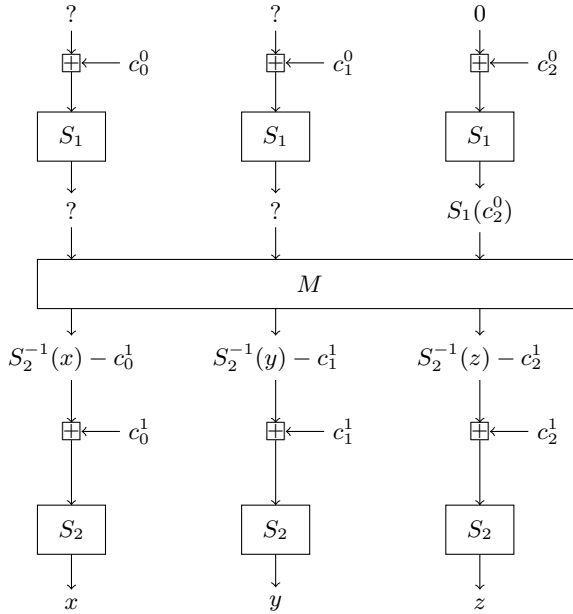 ? ? 0
c_0^0 c_1^0 c_2^0
S_1 S_1 S_1
? ? S_1(c_2^0)
M
S_2^{-1}(x) − c_0^1 S_2^{-1}(y) − c_1^1 S_2^{-1}(z) − c_2^1
c_0^1 c_1^1 c_2^1
S_2 S_2 S_2
x y z